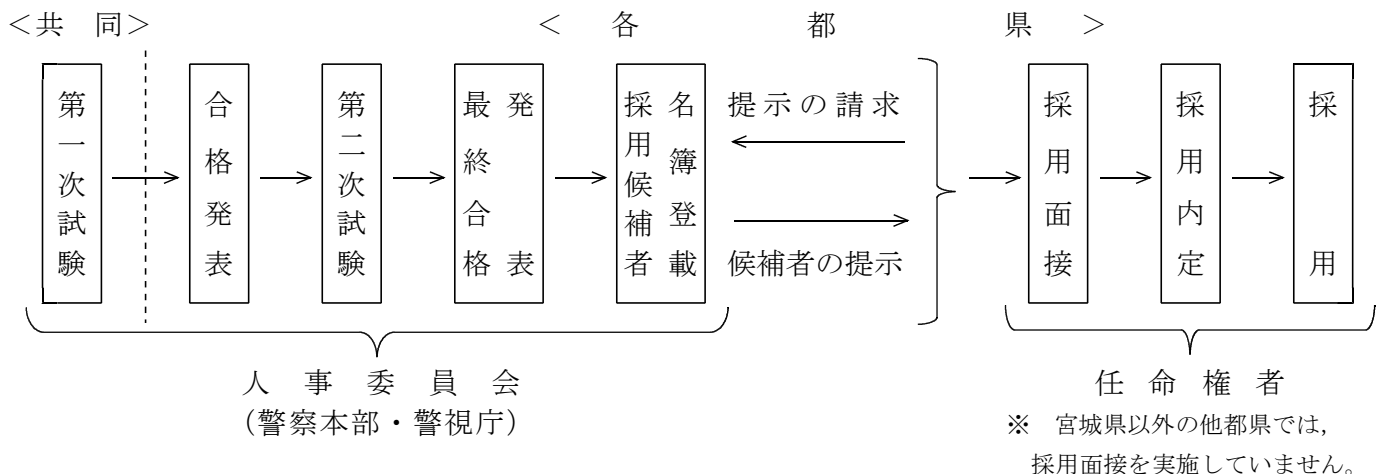 ＜共　同＞
＜　各　都　県　＞
第一次試験
合格発表
第二次試験
最終合格
発表
採用候補者
名簿登載
提示の請求
候補者の提示
採用面接
採用内定
採用
人事委員会
（警察本部・警視庁）
任命権者
※　宮城県以外の他都県では，
採用面接を実施していません。